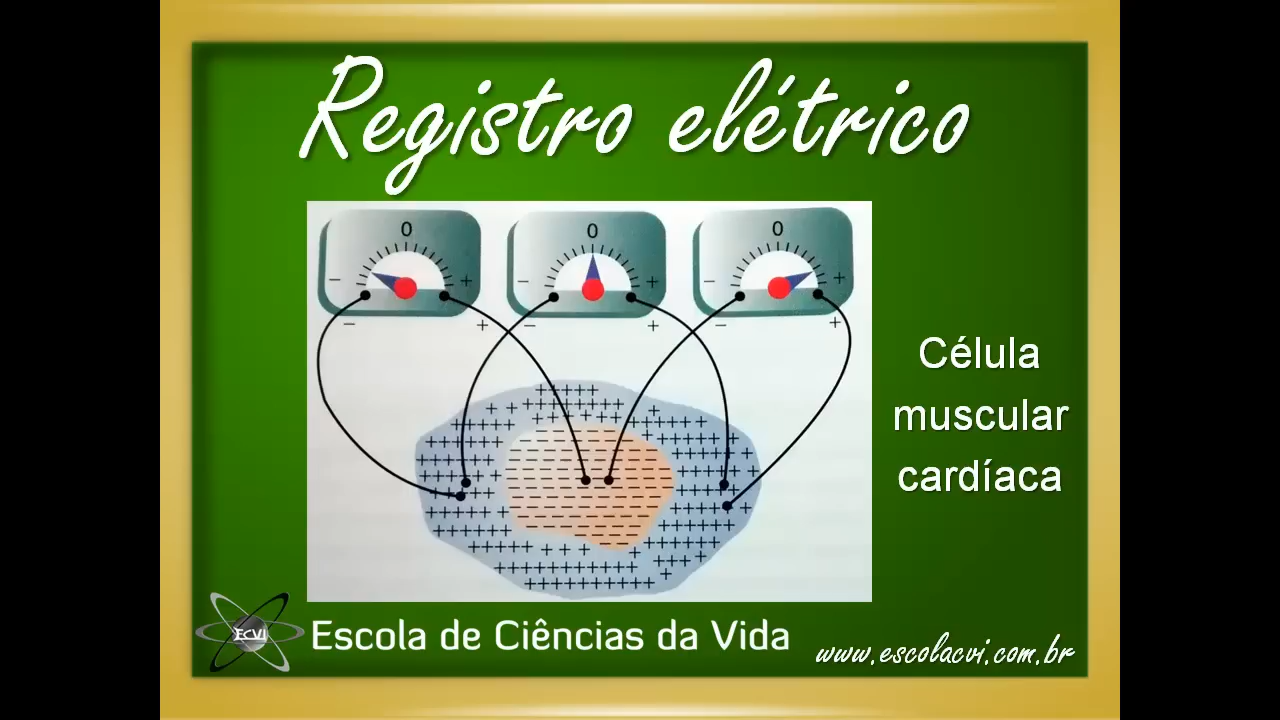 Registro elétrico
0 0 0
- + - + - +
- + - + - +
Célula
muscular
cardíaca
ECVI
Escola de Ciências da Vida
www.escolacvi.com.br